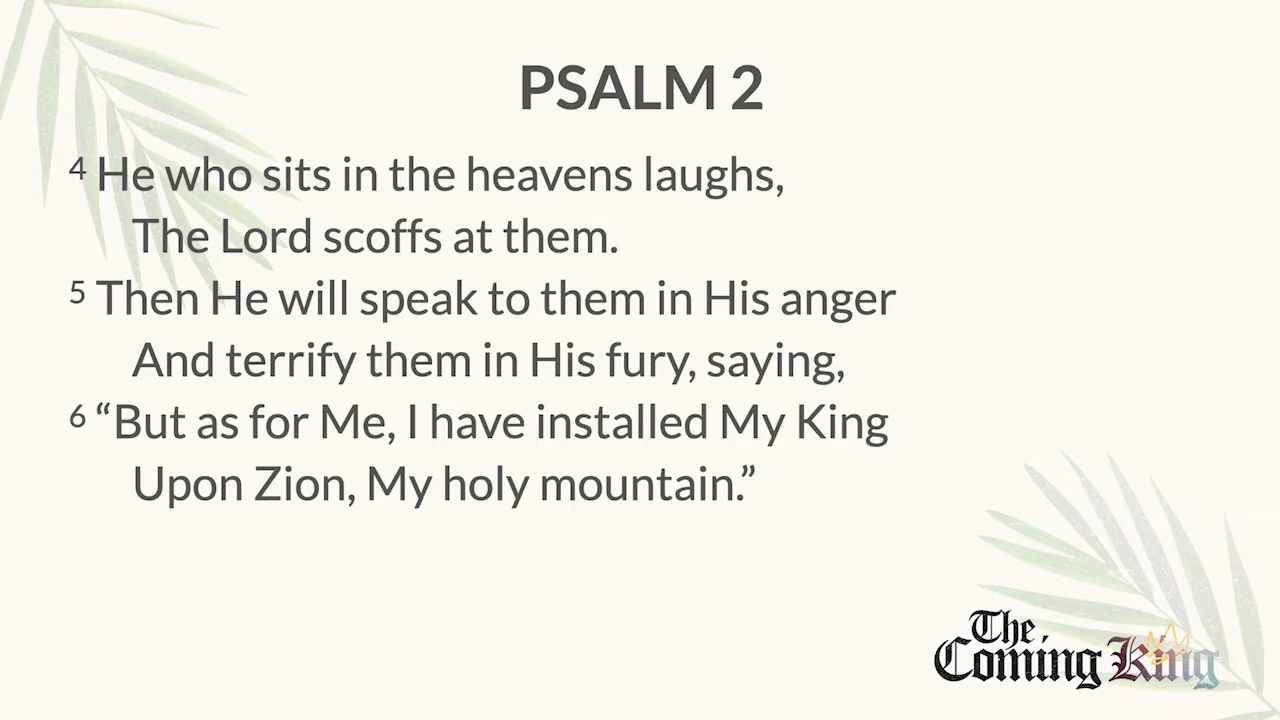 PSALM 2
4 He who sits in the heavens laughs,
The Lord scoffs at them.
5 Then He will speak to them in His anger
And terrify them in His fury, saying,
6 “But as for Me, I have installed My King
Upon Zion, My holy mountain.”
The
Coming King